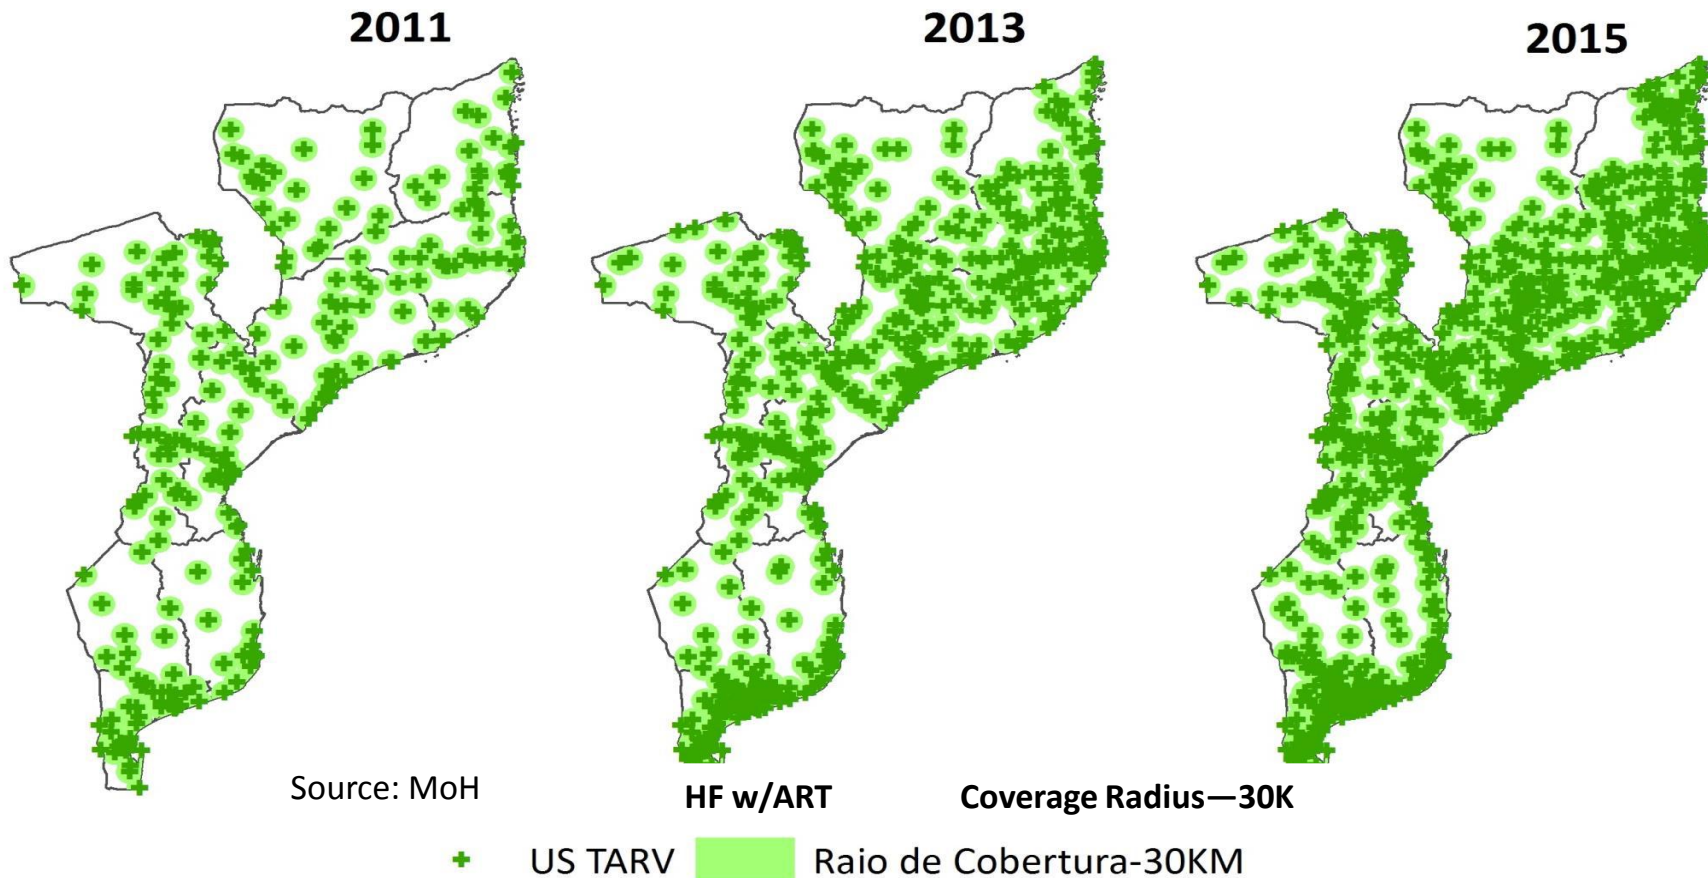 2011
2013
2015
Source: MoH
HF w/ART
Coverage Radius—30K
US TARV
Raio de Cobertura-30KM